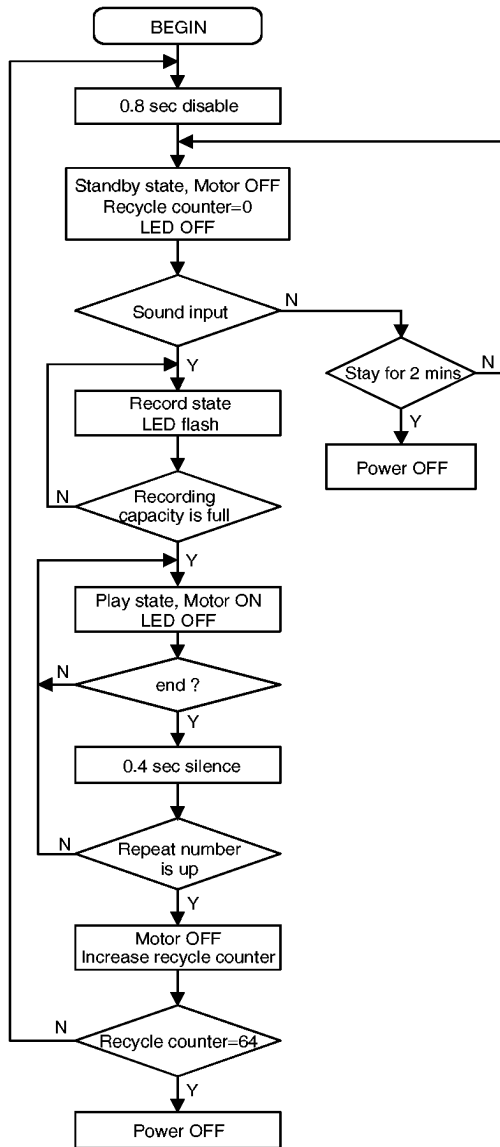 BEGIN
0.8 sec disable
Standby state, Motor OFF
Recycle counter=0
LED OFF
Sound input
N
Y
Stay for 2 mins
N
Y
Power OFF
Record state
LED flash
Recording
capacity is full
N
Y
Play state, Motor ON
LED OFF
end ?
N
Y
0.4 sec silence
Repeat number
is up
N
Y
Motor OFF
Increase recycle counter
Recycle counter=64
N
Y
Power OFF